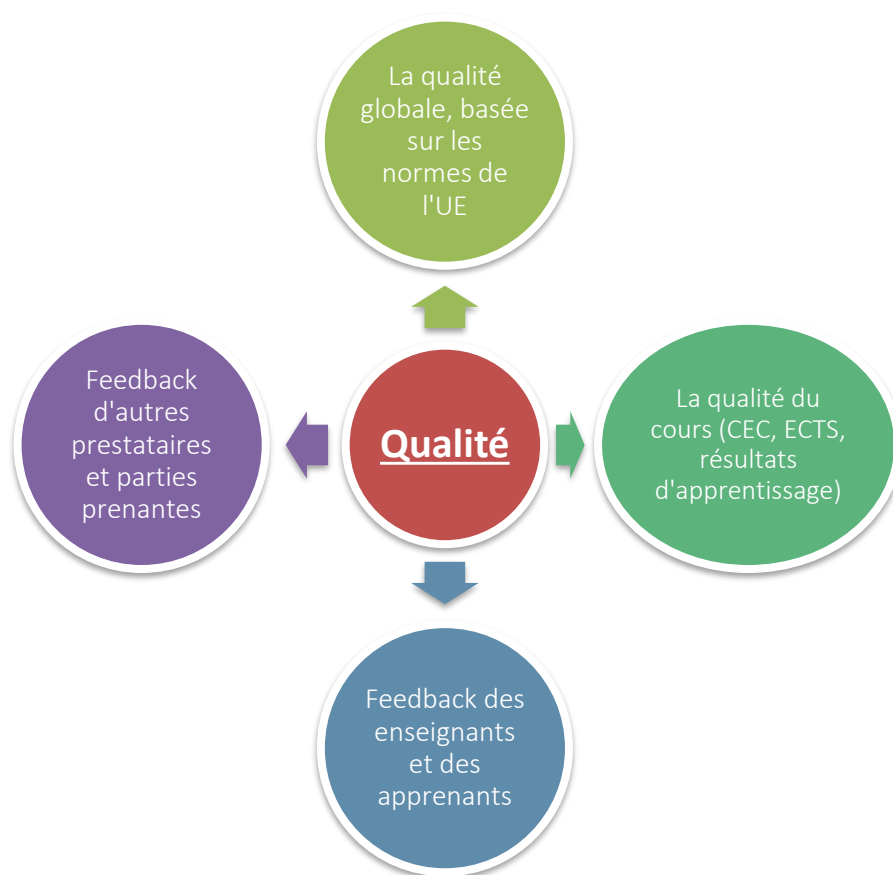 La qualité
globale, basée
sur les
normes de
l'UE
Feedback
d'autres
prestataires
et parties
prenantes
Qualité
La qualité du
cours (CEC, ECTS,
résultats
d'apprentissage)
Feedback des
enseignants
et des
apprenants